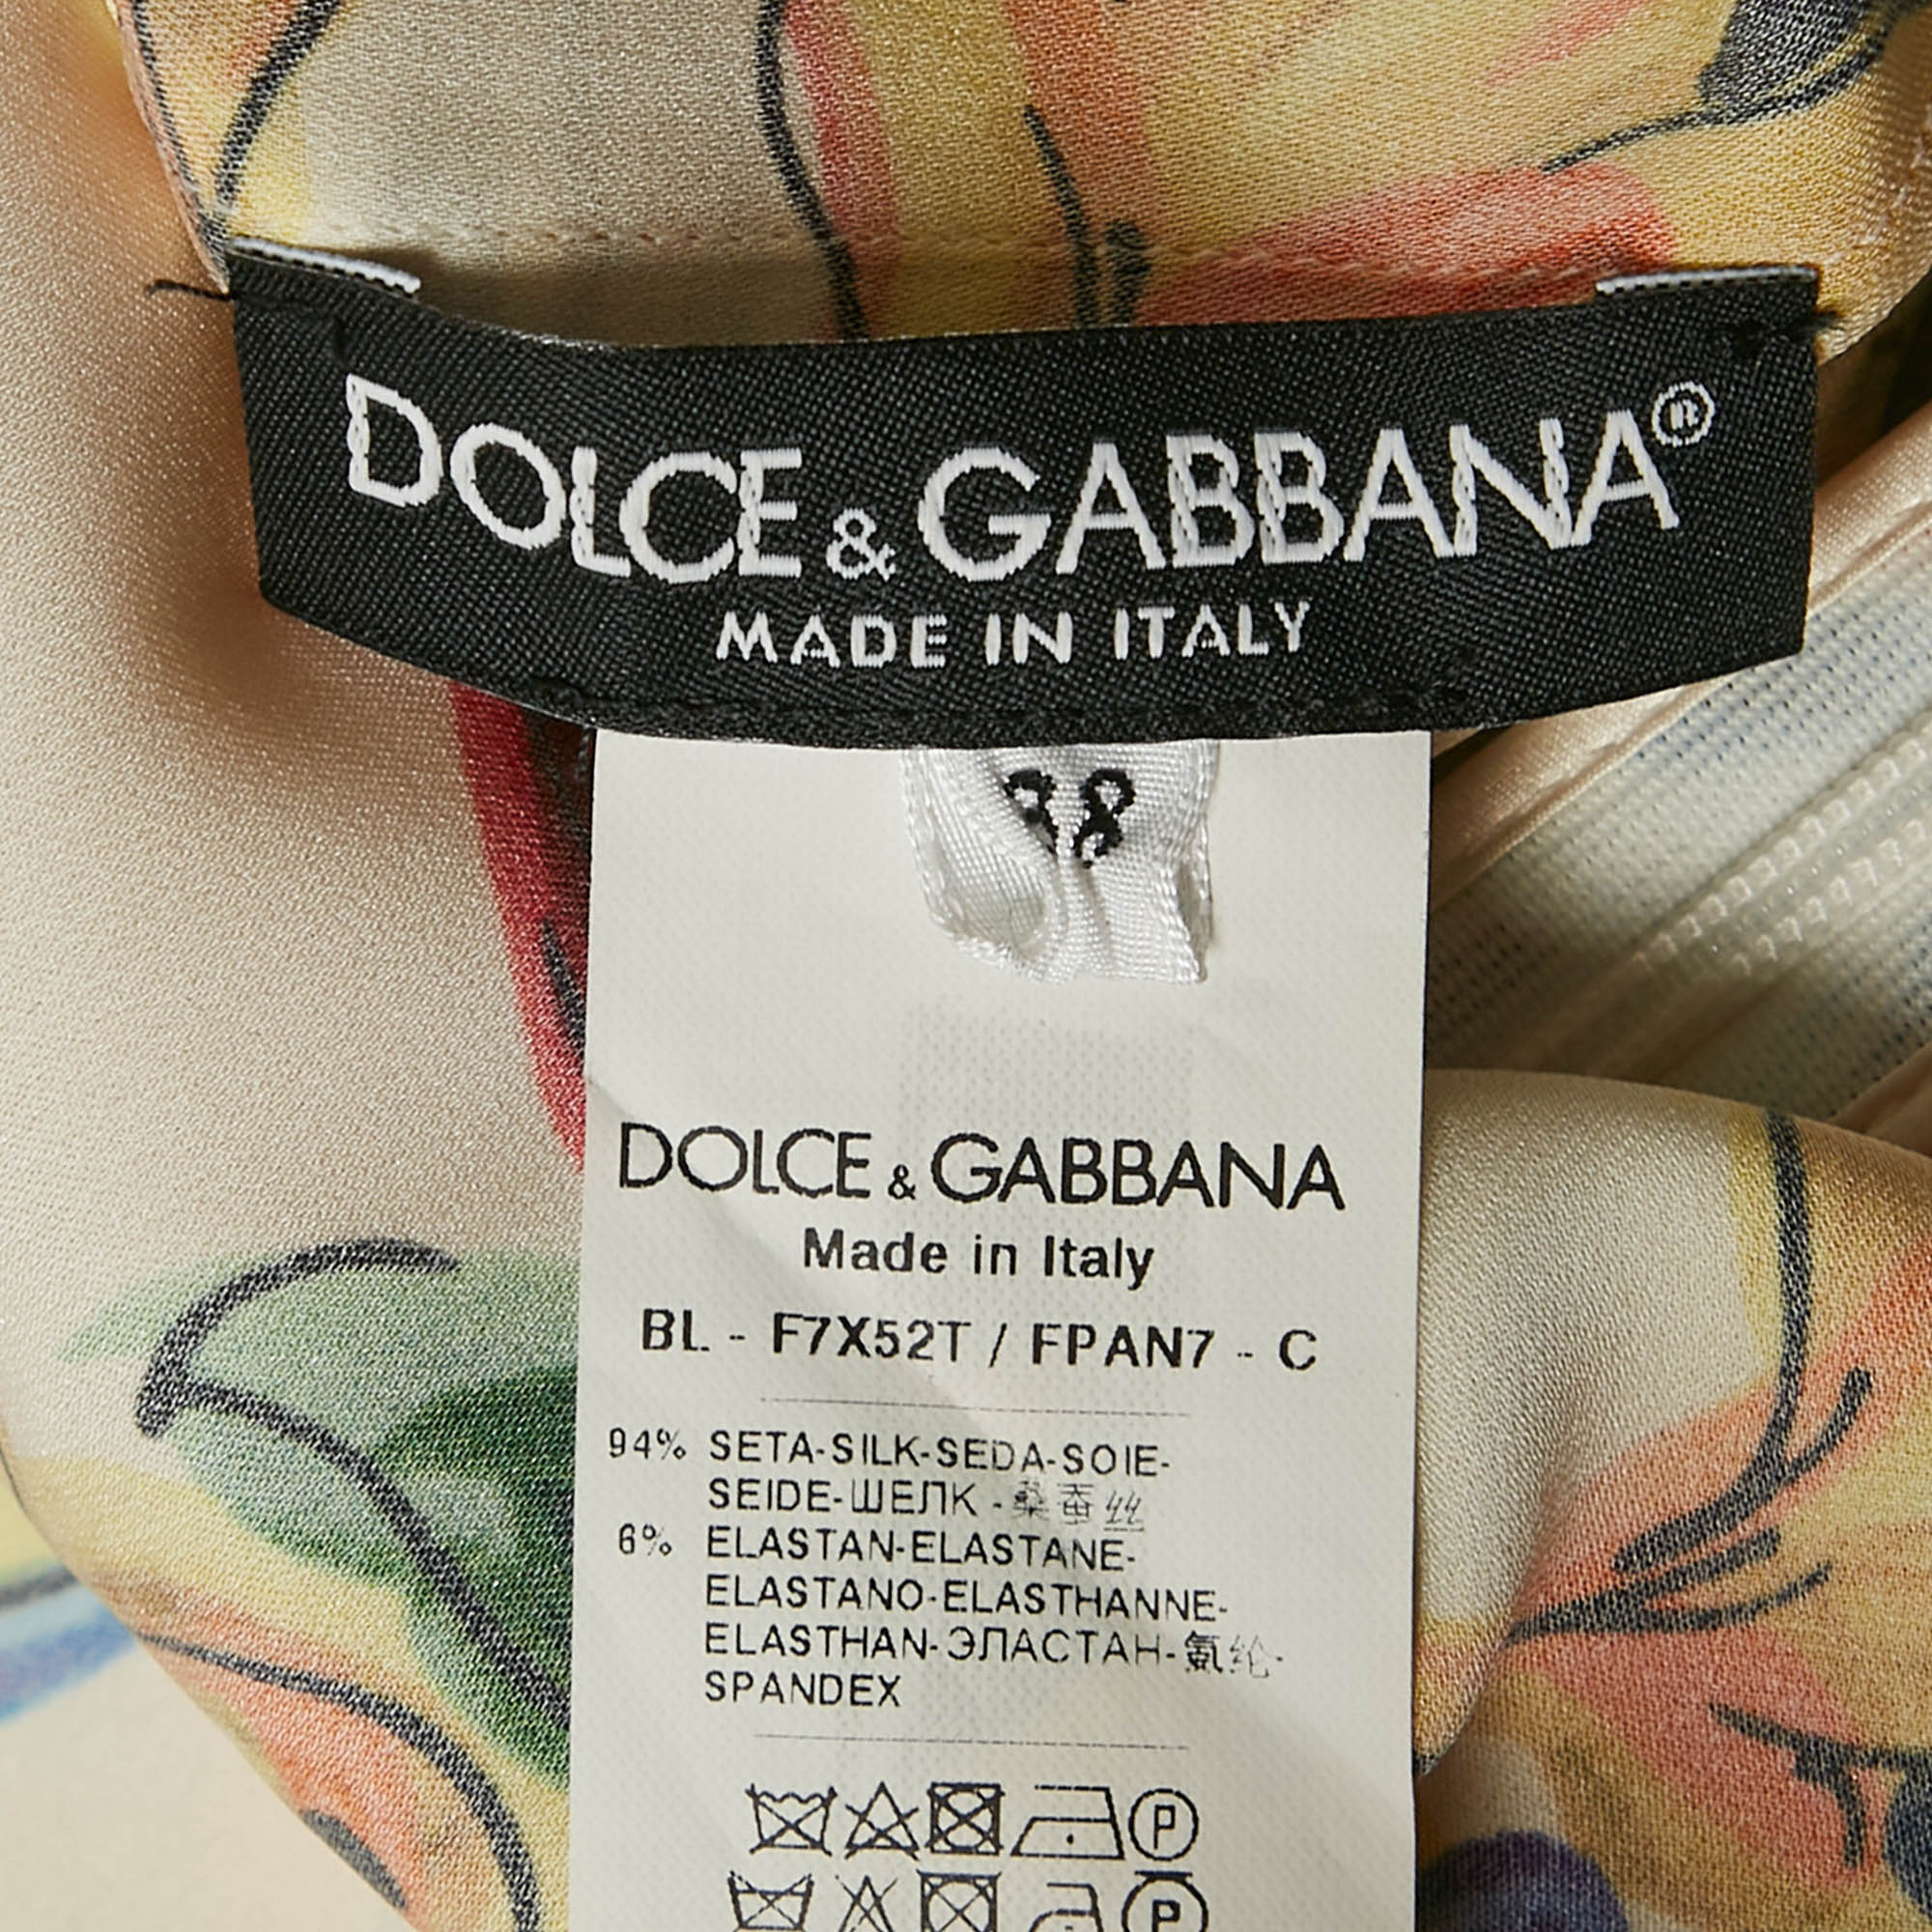 DOLCE & GABBANA®
MADE IN ITALY
38
DOLCE & GABBANA
Made in Italy
BL - F7X52T / FPAN7 - C
94% SETA-SILK-SEDA-SOIE-
SEIDE-ШЕЛК -桑蚕丝
6% ELASTAN-ELASTANE-
ELASTANO-ELASTHANNE-
ELASTHAN-ЭЛАСТАН-氨纶-
SPANDEX
P
P